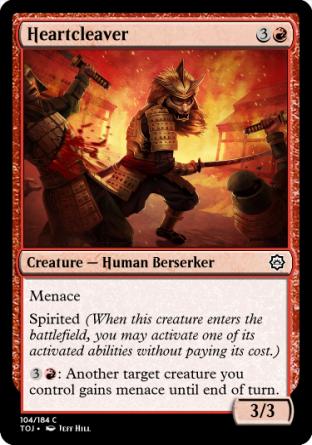 Heartcleaver 3
Creature — Human Berserker
Menace
Spirited (When this creature enters the
battlefield, you may activate one of its
activated abilities without paying its cost.)
3 : Another target creature you
control gains menace until end of turn.
3/3
104/184 C
TOJ • Jeff Hill